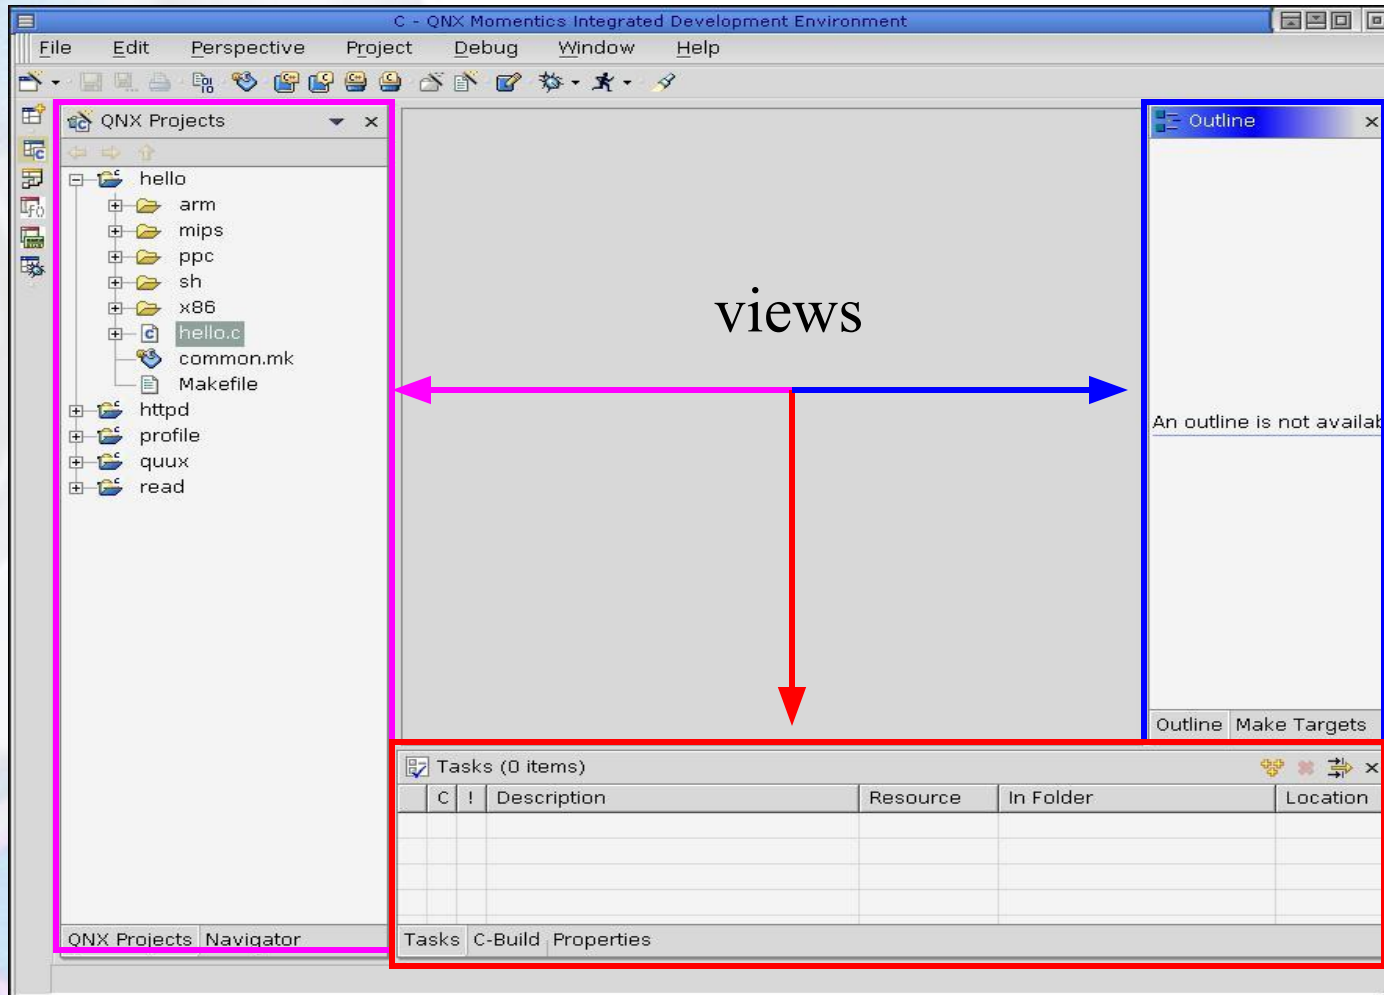 C - QNX Momentics Integrated Development Environment
File Edit Perspective Project Debug Window Help
QNX Projects
hello
arm
mips
ppc
sh
x86
hello.c
common.mk
Makefile
httpd
profile
quux
read
QNX Projects Navigator
views
Outline
An outline is not availab
Outline Make Targets
Tasks (0 items)
C ! Description Resource In Folder Location
Tasks C-Build Properties